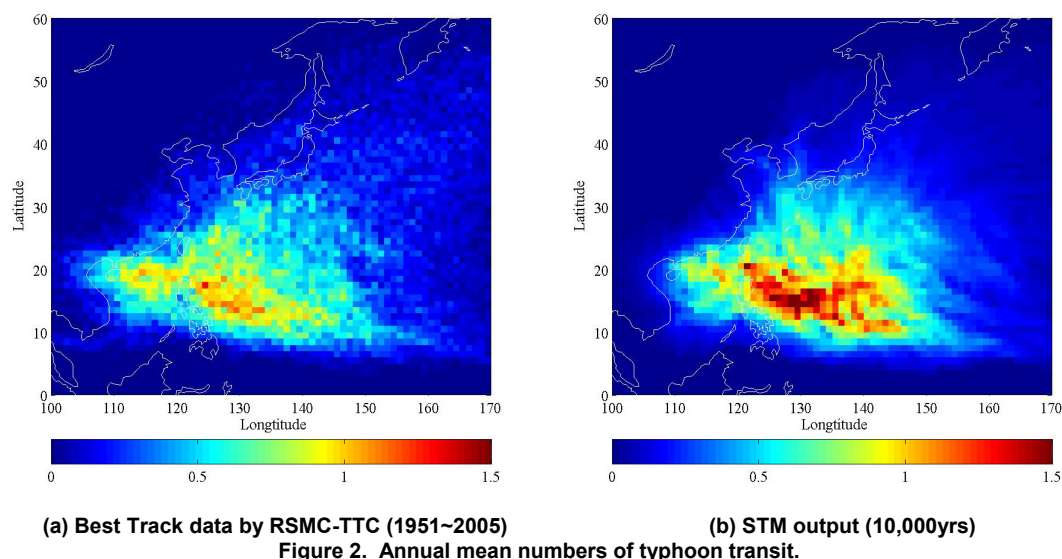 60
50
40
30
20
10
0
Latitude
100 110 120 130 140 150 160 170
Longtitude
0 0.5 1 1.5
(a) Best Track data by RSMC-TTC (1951~2005)
60
50
40
30
20
10
0
Latitude
100 110 120 130 140 150 160 170
Longtitude
0 0.5 1 1.5
(b) STM output (10,000yrs)
Figure 2. Annual mean numbers of typhoon transit.